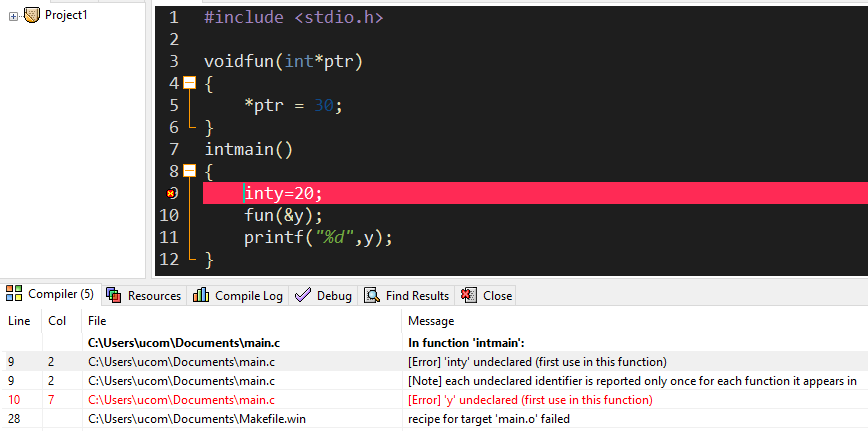 Project1
1 #include <stdio.h>
2
3 voidfun(int*ptr)
4 {
5 *ptr = 30;
6 }
7 intmain()
8 {
9 inty=20;
10 fun(&y);
11 printf("%d",y);
12 }
Compiler (5) Resources Compile Log Debug Find Results Close
Line Col File Message
C:\Users\ucom\Documents\main.c In function 'intmain':
9 2 C:\Users\ucom\Documents\main.c [Error] 'inty' undeclared (first use in this function)
9 2 C:\Users\ucom\Documents\main.c [Note] each undeclared identifier is reported only once for each function it appears in
10 7 C:\Users\ucom\Documents\main.c [Error] 'y' undeclared (first use in this function)
28 C:\Users\ucom\Documents\Makefile.win recipe for target 'main.o' failed